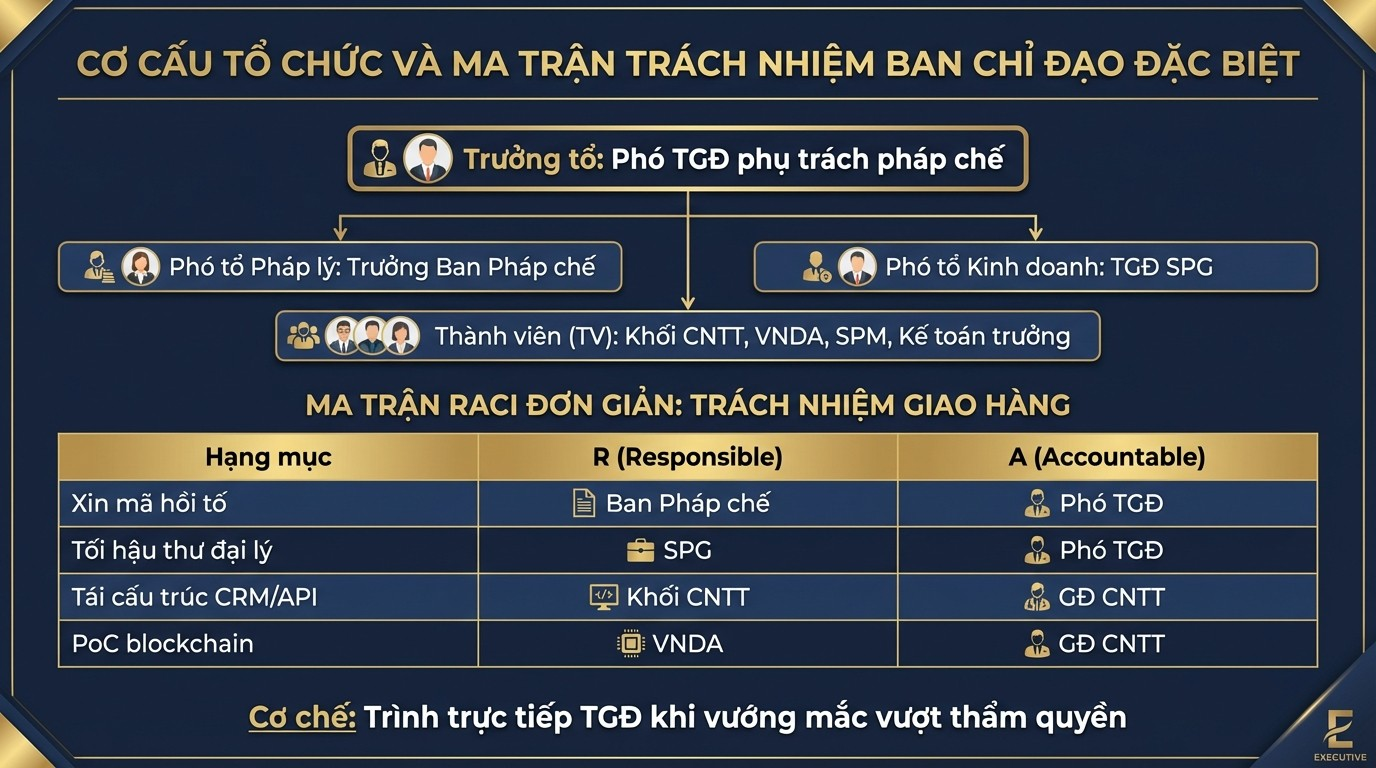 CƠ CẤU TỔ CHỨC VÀ MA TRẬN TRÁCH NHIỆM BAN CHỈ ĐẠO ĐẶC BIỆT
Trưởng tổ: Phó TGĐ phụ trách pháp chế
Phó tổ Pháp lý: Trưởng Ban Pháp chế
Phó tổ Kinh doanh: TGĐ SPG
Thành viên (TV): Khối CNTT, VNDA, SPM, Kế toán trưởng
MA TRẬN RACI ĐƠN GIẢN: TRÁCH NHIỆM GIAO HÀNG
Hạng mục R (Responsible) A (Accountable)
Xin mã hồi tố Ban Pháp chế Phó TGĐ
Tối hậu thư đại lý SPG Phó TGĐ
Tái cấu trúc CRM/API </> Khối CNTT GĐ CNTT
PoC blockchain VNDA GĐ CNTT
Cơ chế: Trình trực tiếp TGĐ khi vướng mắc vượt thẩm quyền
E
EXECUTIVE